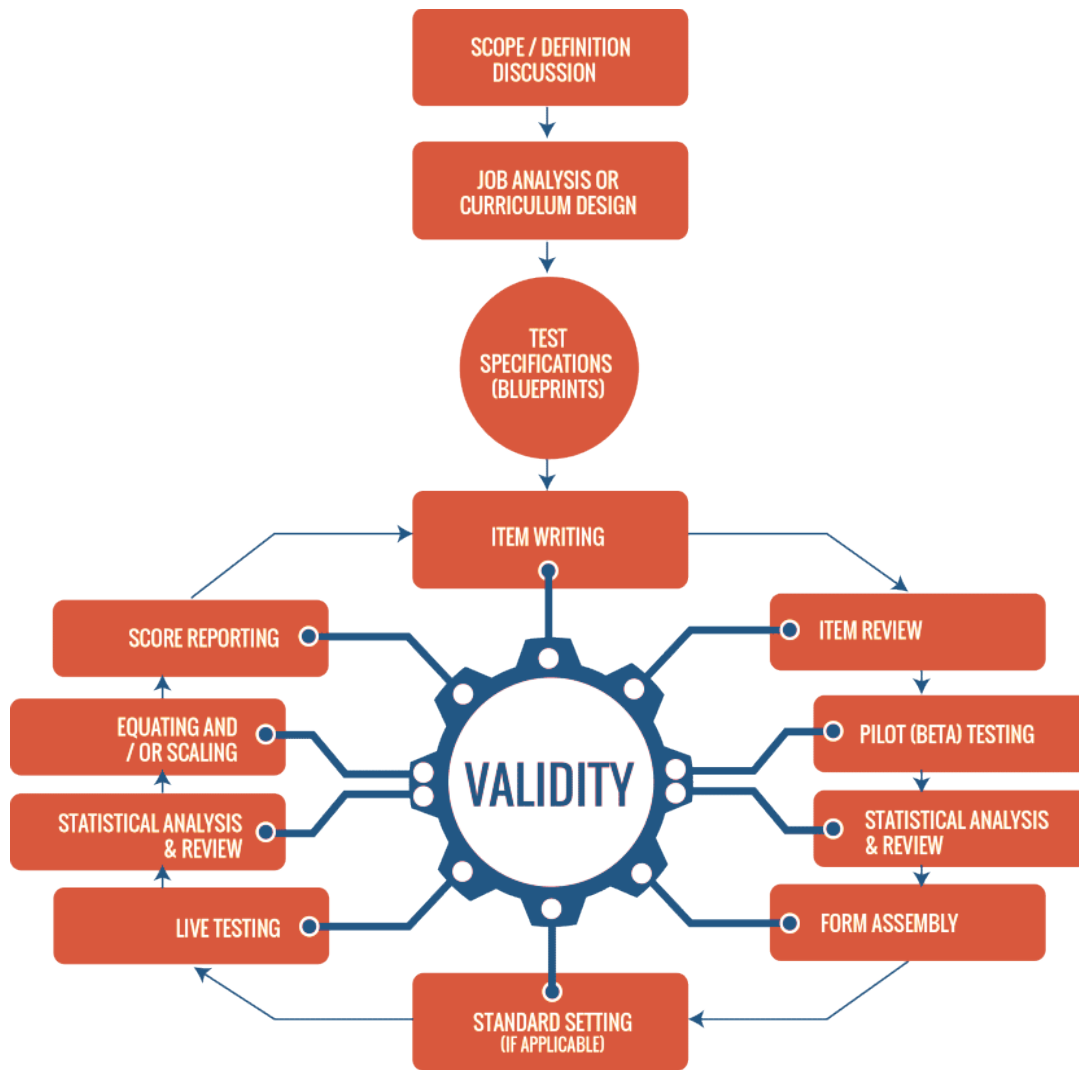 SCOPE / DEFINITION
DISCUSSION
JOB ANALYSIS OR
CURRICULUM DESIGN
TEST
SPECIFICATIONS
(BLUEPRINTS)
ITEM WRITING
ITEM REVIEW
PILOT (BETA) TESTING
STATISTICAL ANALYSIS
& REVIEW
FORM ASSEMBLY
STANDARD SETTING
(IF APPLICABLE)
LIVE TESTING
STATISTICAL ANALYSIS
& REVIEW
EQUATING AND
/ OR SCALING
SCORE REPORTING
VALIDITY